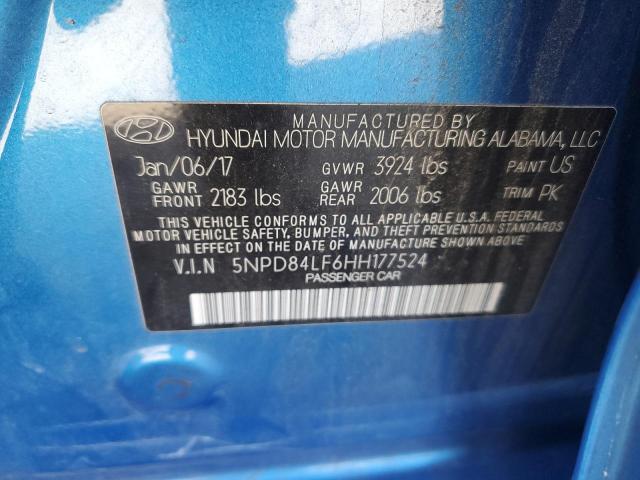 MANUFACTURED BY
HYUNDAI MOTOR MANUFACTURING ALABAMA, LLC
Jan/06/17 GVWR 3924 lbs PAINT US
GAWR FRONT 2183 lbs GAWR REAR 2006 lbs TRIM PK
THIS VEHICLE CONFORMS TO ALL APPLICABLE U.S.A. FEDERAL
MOTOR VEHICLE SAFETY, BUMPER, AND THEFT PREVENTION STANDARDS
IN EFFECT ON THE DATE OF MANUFACTURE SHOWN ABOVE.
V.I.N 5NPD84LF6HH177524
PASSENGER CAR